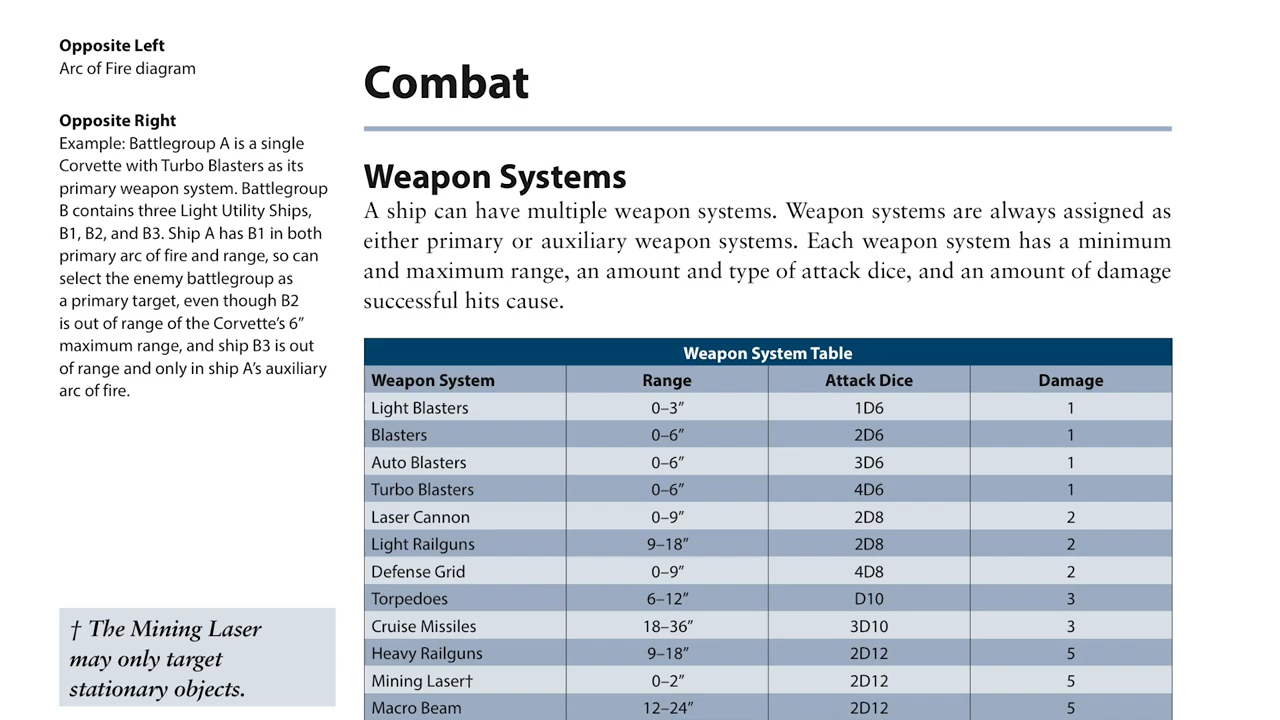 Opposite Left
Arc of Fire diagram
Opposite Right
Example: Battlegroup A is a single
Corvette with Turbo Blasters as its
primary weapon system. Battlegroup
B contains three Light Utility Ships,
B1, B2, and B3. Ship A has B1 in both
primary arc of fire and range, so can
select the enemy battlegroup as
a primary target, even though B2
is out of range of the Corvette’s 6”
maximum range, and ship B3 is out
of range and only in ship A’s auxiliary
arc of fire.
† The Mining Laser
may only target
stationary objects.
Combat
Weapon Systems
A ship can have multiple weapon systems. Weapon systems are always assigned as
either primary or auxiliary weapon systems. Each weapon system has a minimum
and maximum range, an amount and type of attack dice, and an amount of damage
successful hits cause.
Weapon System Table
Weapon System Range Attack Dice Damage
Light Blasters 0–3” 1D6 1
Blasters 0–6” 2D6 1
Auto Blasters 0–6” 3D6 1
Turbo Blasters 0–6” 4D6 1
Laser Cannon 0–9” 2D8 2
Light Railguns 9–18” 2D8 2
Defense Grid 0–9” 4D8 2
Torpedoes 6–12” D10 3
Cruise Missiles 18–36” 3D10 3
Heavy Railguns 9–18” 2D12 5
Mining Laser† 0–2” 2D12 5
Macro Beam 12–24” 2D12 5